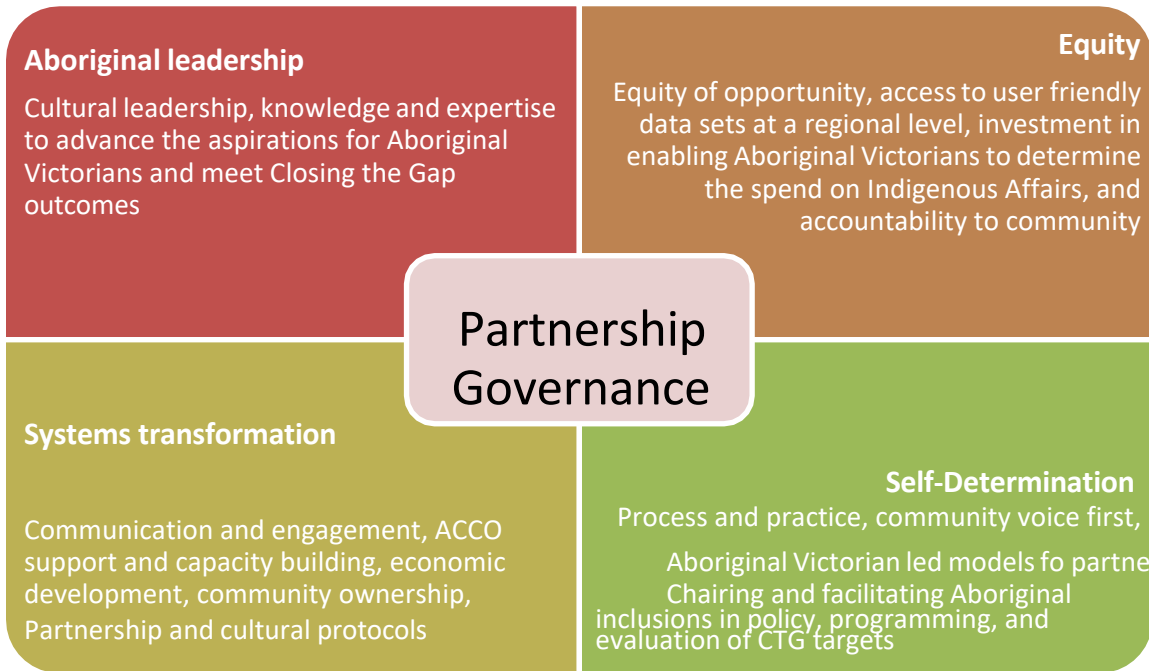 Aboriginal leadership
Cultural leadership, knowledge and expertise
to advance the aspirations for Aboriginal
Victorians and meet Closing the Gap
outcomes
Equity
Equity of opportunity, access to user friendly
data sets at a regional level, investment in
enabling Aboriginal Victorians to determine
the spend on Indigenous Affairs, and
accountability to community
Partnership
Governance
Systems transformation
Communication and engagement, ACCO
support and capacity building, economic
development, community ownership,
Partnership and cultural protocols
Self-Determination
Process and practice, community voice first,
Aboriginal Victorian led models fo partne
Chairing and facilitating Aboriginal
inclusions in policy, programming, and
evaluation of CTG targets